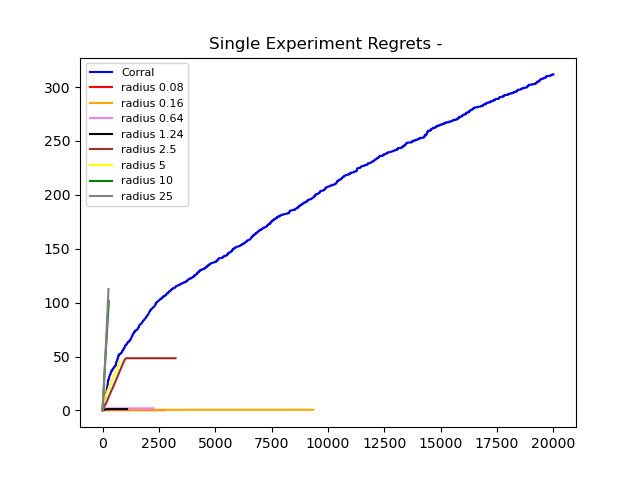 Single Experiment Regrets -
Corral
radius 0.08
radius 0.16
radius 0.64
radius 1.24
radius 2.5
radius 5
radius 10
radius 25
300
250
200
150
100
50
0
0 2500 5000 7500 10000 12500 15000 17500 20000